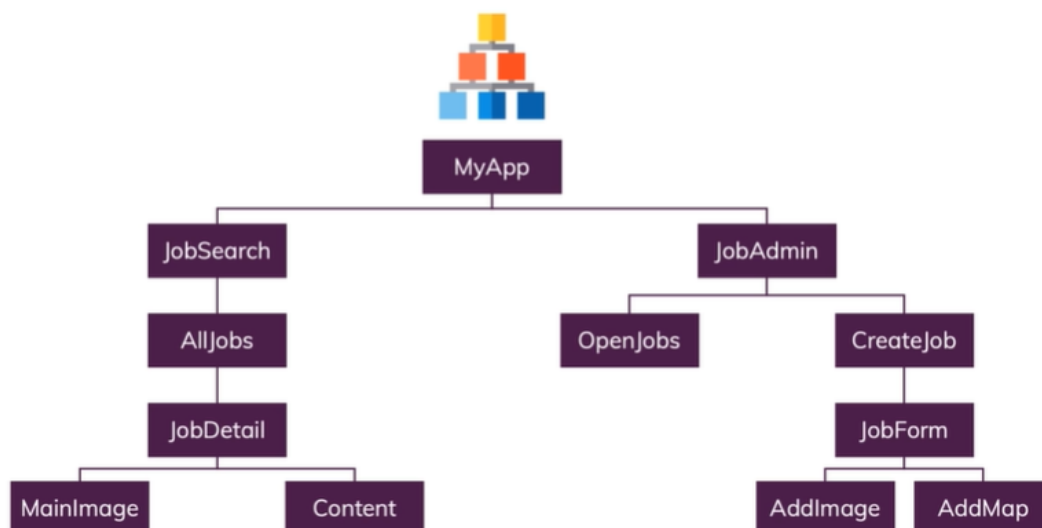 MyApp
JobSearch
JobAdmin
AllJobs
OpenJobs
CreateJob
JobDetail
JobForm
MainImage
Content
AddImage
AddMap